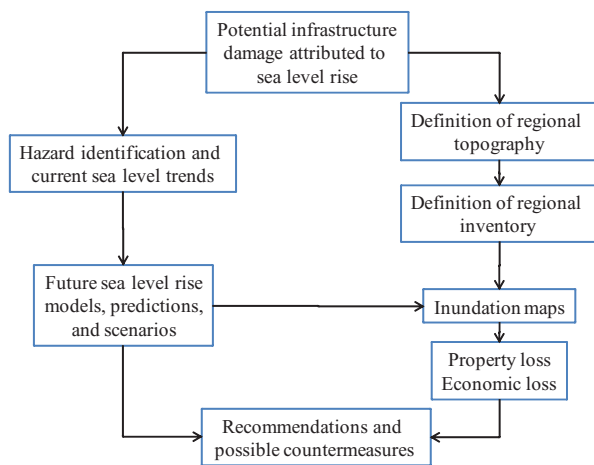 Potential infrastructure
damage attributed to
sea level rise
Hazard identification and
current sea level trends
Definition of regional
topography
Definition of regional
inventory
Future sea level rise
models, predictions,
and scenarios
Inundation maps
Property loss
Economic loss
Recommendations and
possible countermeasures